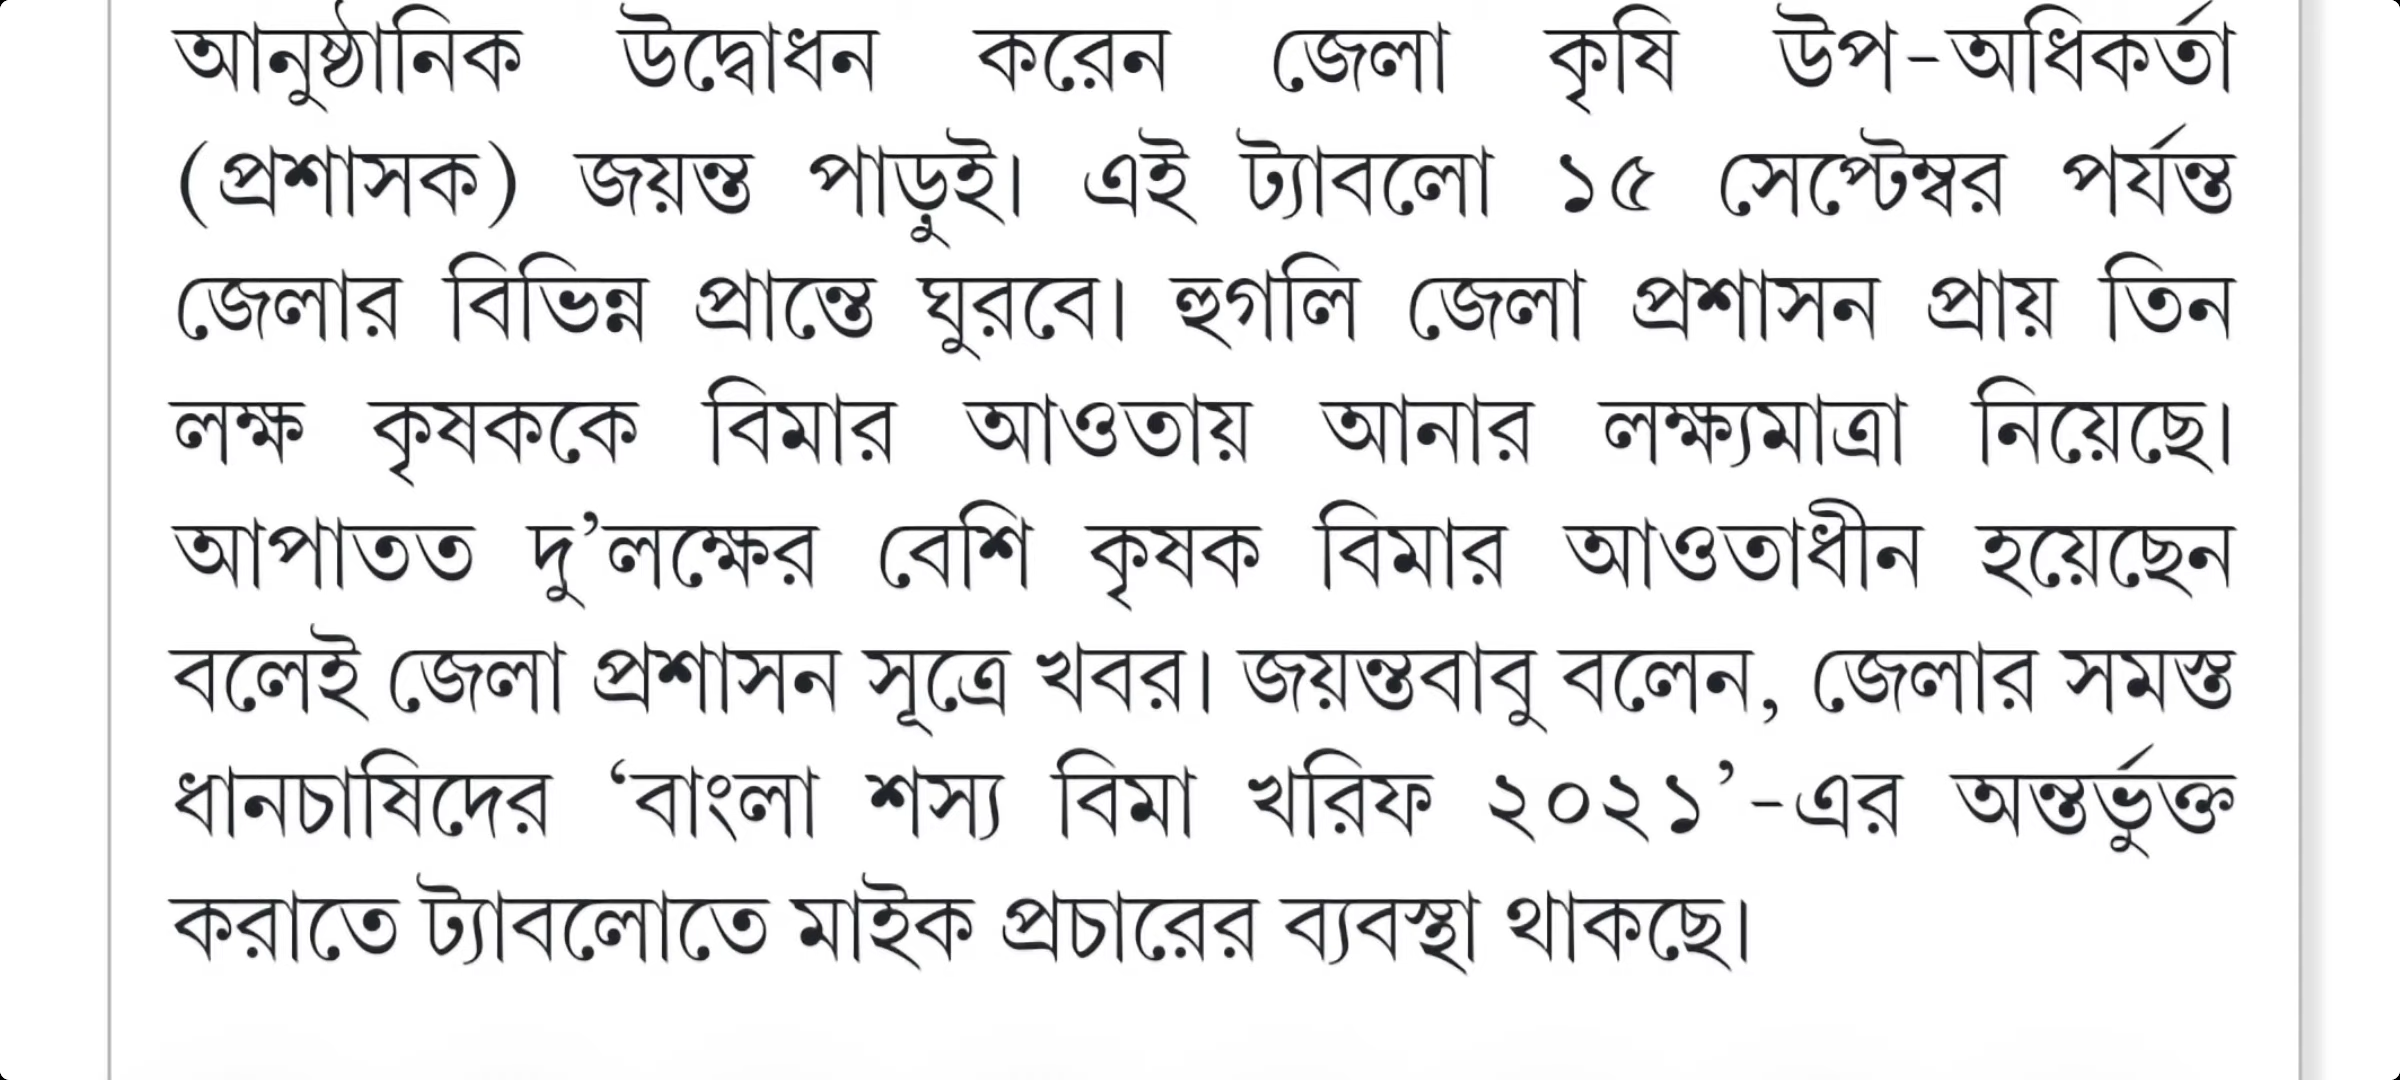 আনুষ্ঠানিক উদ্বোধন করেন জেলা কৃষি উপ-অধিকর্তা
(প্রশাসক) জয়ন্ত পাড়ুই। এই ট্যাবলো ১৫ সেপ্টেম্বর পর্যন্ত
জেলার বিভিন্ন প্রান্তে ঘুরবে। হুগলি জেলা প্রশাসন প্রায় তিন
লক্ষ কৃষককে বিমার আওতায় আনার লক্ষ্যমাত্রা নিয়েছে।
আপাতত দু’লক্ষের বেশি কৃষক বিমার আওতাধীন হয়েছেন
বলেই জেলা প্রশাসন সূত্রে খবর। জয়ন্তবাবু বলেন, জেলার সমস্ত
ধানচাষিদের ‘বাংলা শস্য বিমা খরিফ ২০২১’-এর অন্তর্ভুক্ত
করাতে ট্যাবলোতে মাইক প্রচারের ব্যবস্থা থাকছে।